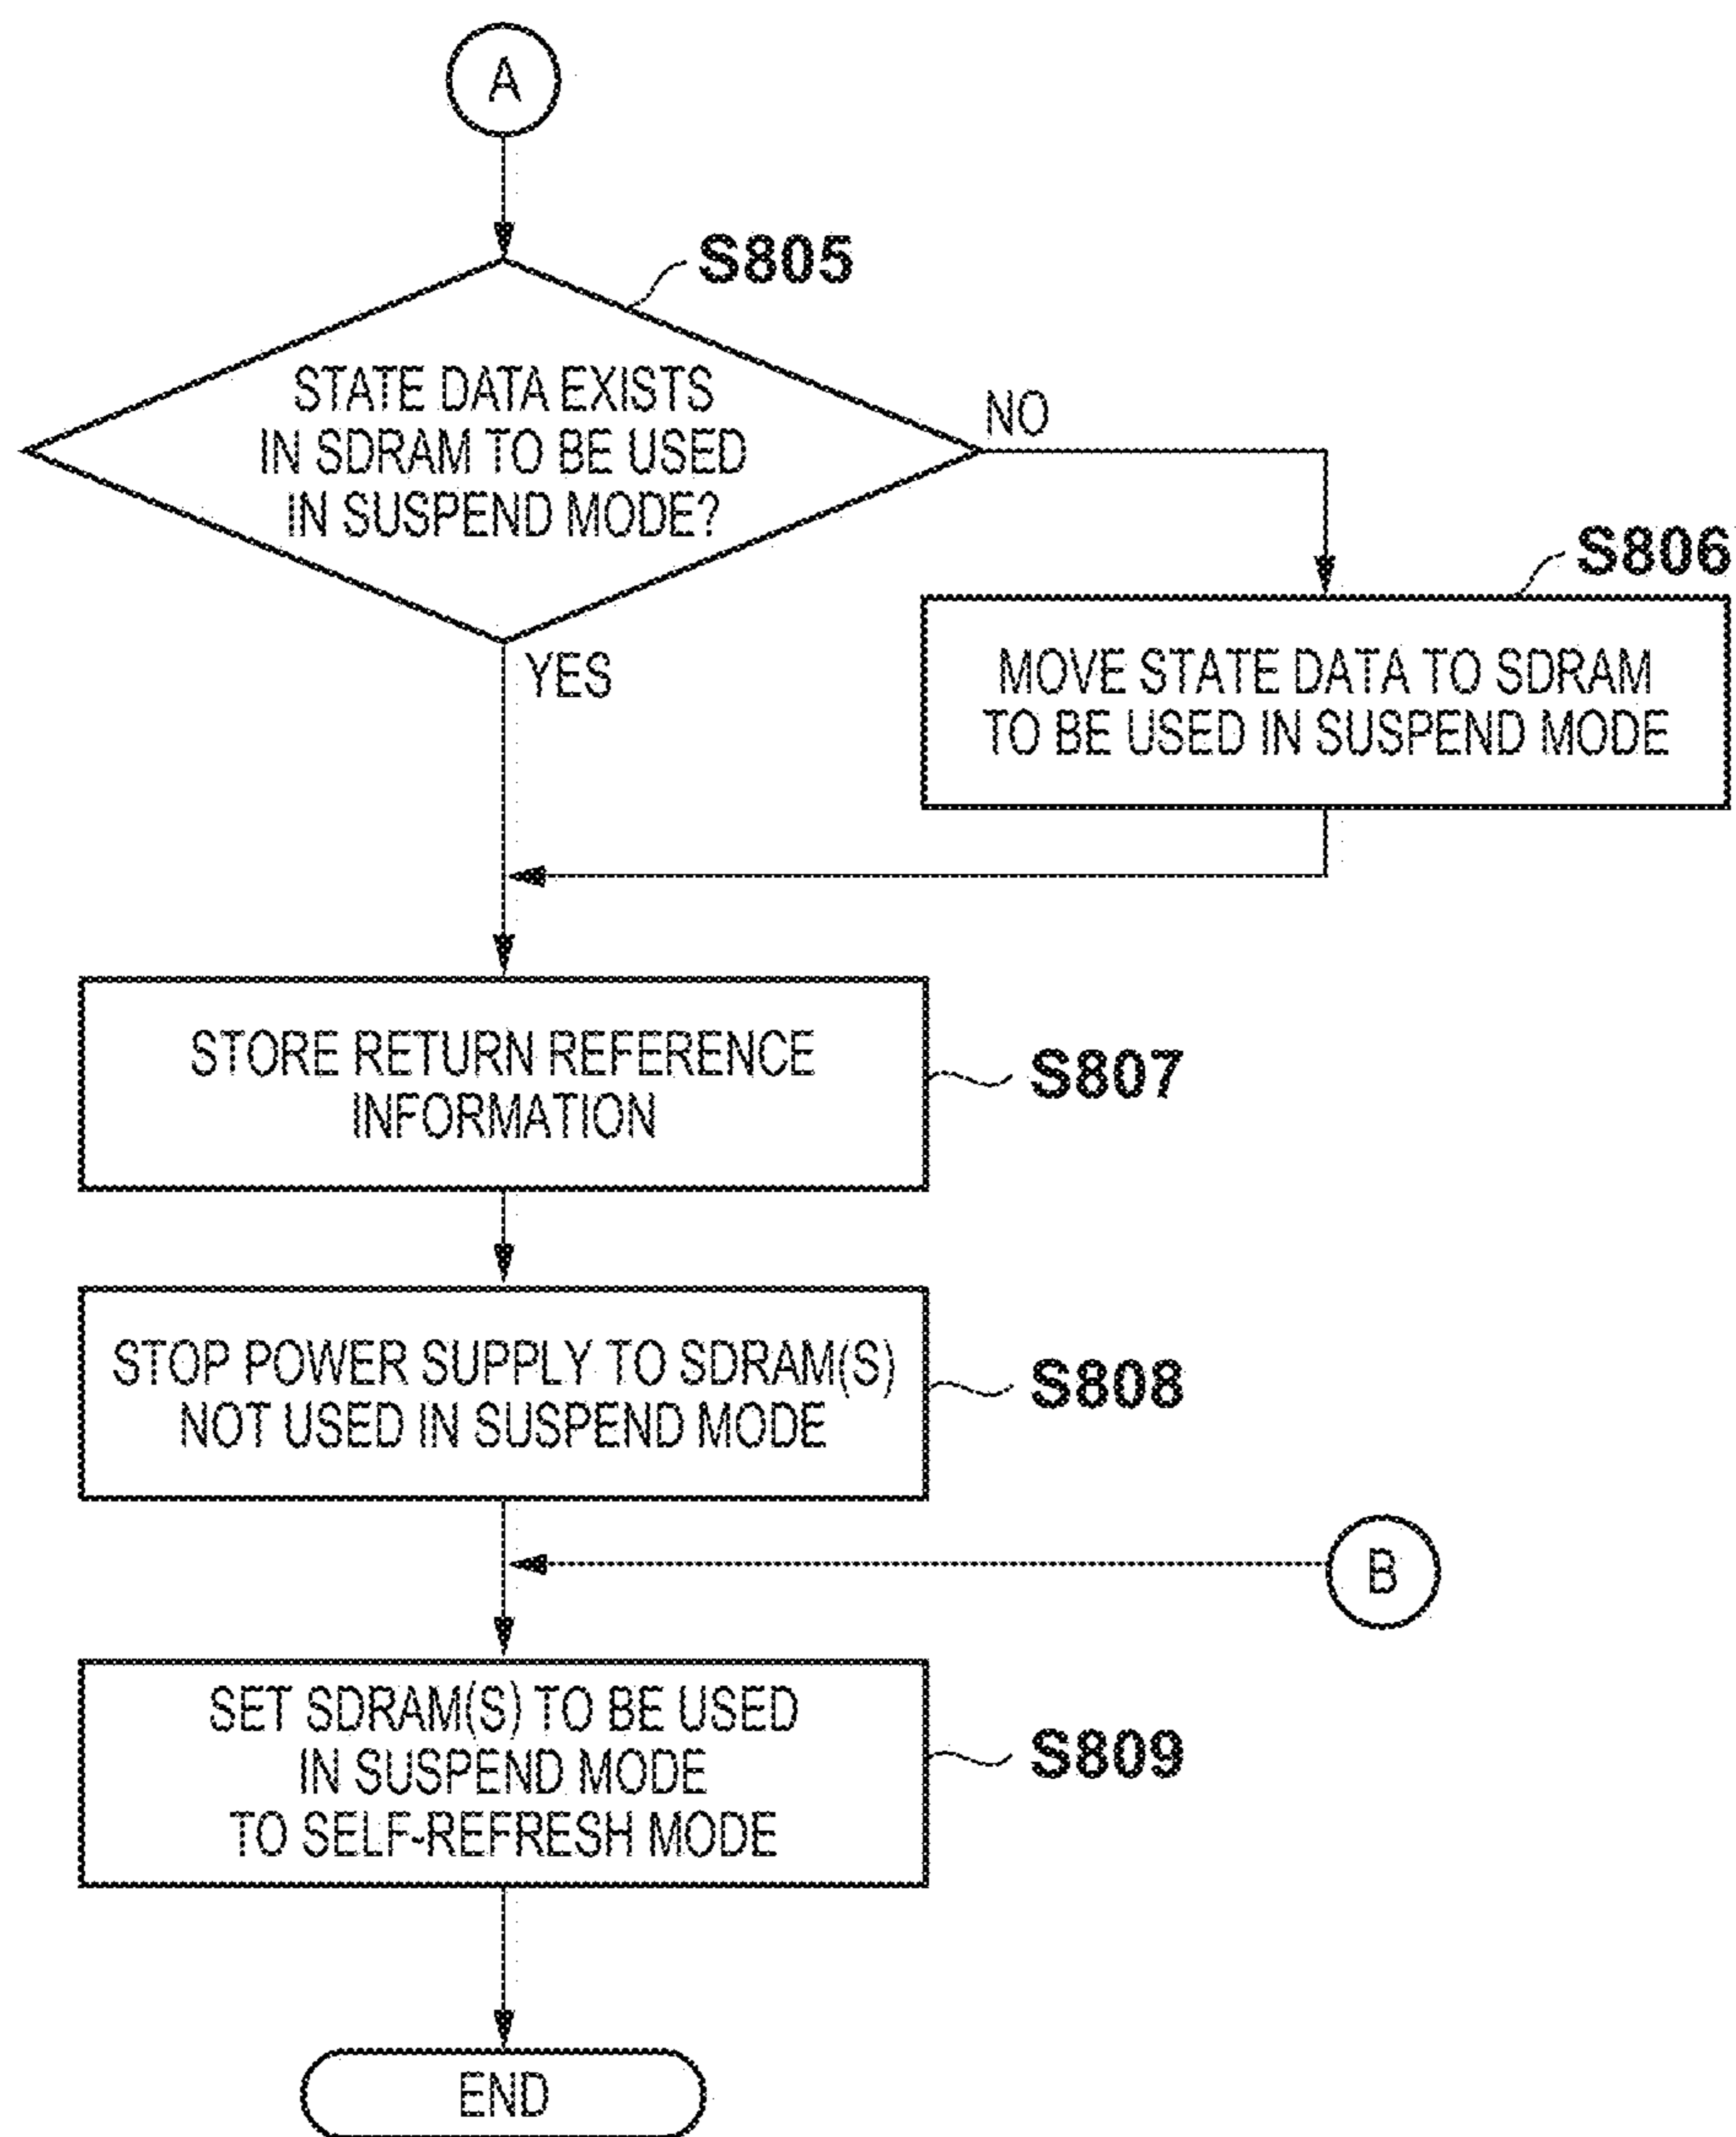 A
S805
STATE DATA EXISTS
IN SDRAM TO BE USED
IN SUSPEND MODE?
NO
S806
MOVE STATE DATA TO SDRAM
TO BE USED IN SUSPEND MODE
YES
STORE RETURN REFERENCE
INFORMATION
S807
STOP POWER SUPPLY TO SDRAM(S)
NOT USED IN SUSPEND MODE
S808
B
SET SDRAM(S) TO BE USED
IN SUSPEND MODE
TO SELF-REFRESH MODE
S809
END